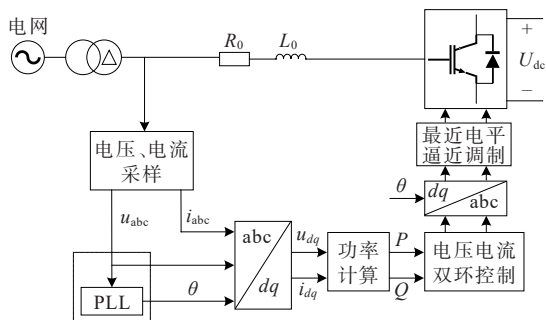 电网
R0
L0
+
Udc
−
Δ
最近电平
逼近调制
电压、电流
采样
θ
dq
abc
uabc
iabc
abc
dq
udq
idq
功率
计算
P
Q
电压电流
双环控制
PLL
θ